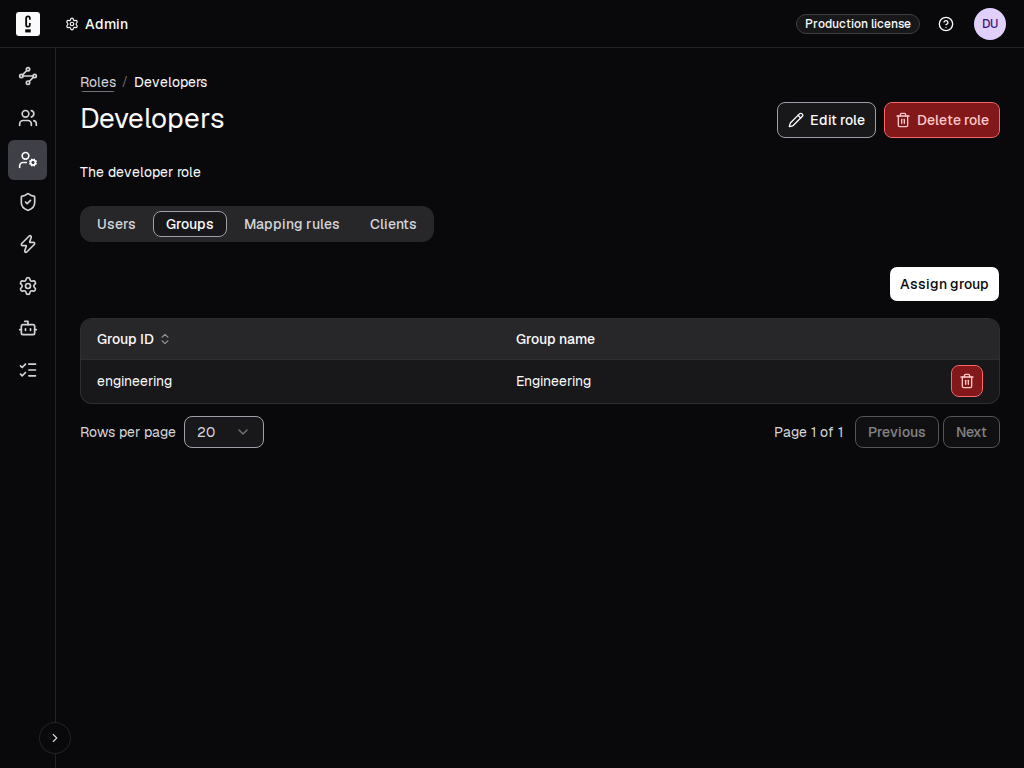 Admin
Production license
DU
Roles / Developers
Developers
Edit role
Delete role
The developer role
Users
Groups
Mapping rules
Clients
Assign group
Group ID
Group name
engineering
Engineering
Rows per page
20
Page 1 of 1
Previous
Next